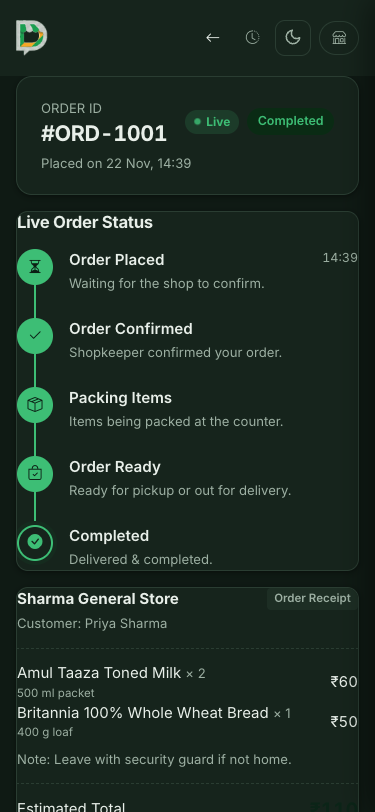 ORDER ID
#ORD-1001
Live
Completed
Placed on 22 Nov, 14:39
Live Order Status
Order Placed
14:39
Waiting for the shop to confirm.
Order Confirmed
Shopkeeper confirmed your order.
Packing Items
Items being packed at the counter.
Order Ready
Ready for pickup or out for delivery.
Completed
Delivered & completed.
Sharma General Store
Order Receipt
Customer: Priya Sharma
Amul Taaza Toned Milk × 2
₹60
500 ml packet
Britannia 100% Whole Wheat Bread × 1
₹50
400 g loaf
Note: Leave with security guard if not home.
Estimated Total